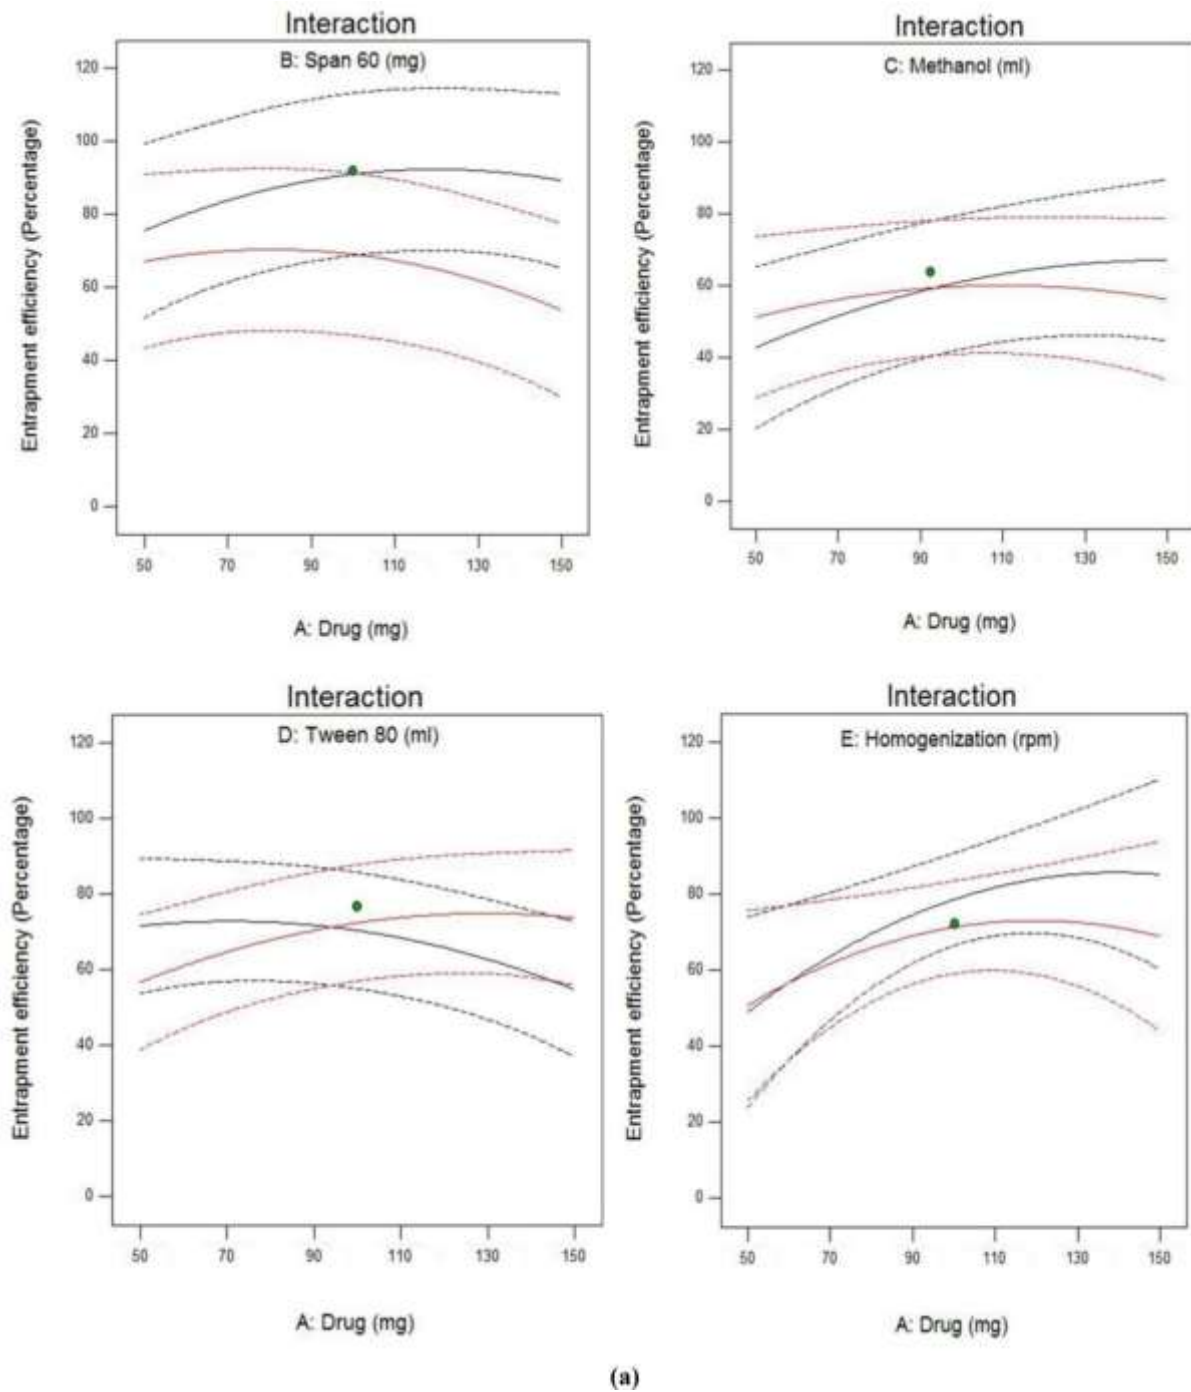 Interaction
B: Span 60 (mg)
Entrapment efficiency (Percentage)
120
100
80
60
40
20
0
50 70 90 110 130 150
A: Drug (mg)
Interaction
C: Methanol (ml)
Entrapment efficiency (Percentage)
120
100
80
60
40
20
0
50 70 90 110 130 150
A: Drug (mg)
Interaction
D: Tween 80 (ml)
Entrapment efficiency (Percentage)
120
100
80
60
40
20
0
50 70 90 110 130 150
A: Drug (mg)
Interaction
E: Homogenization (rpm)
Entrapment efficiency (Percentage)
120
100
80
60
40
20
0
50 70 90 110 130 150
A: Drug (mg)
(a)